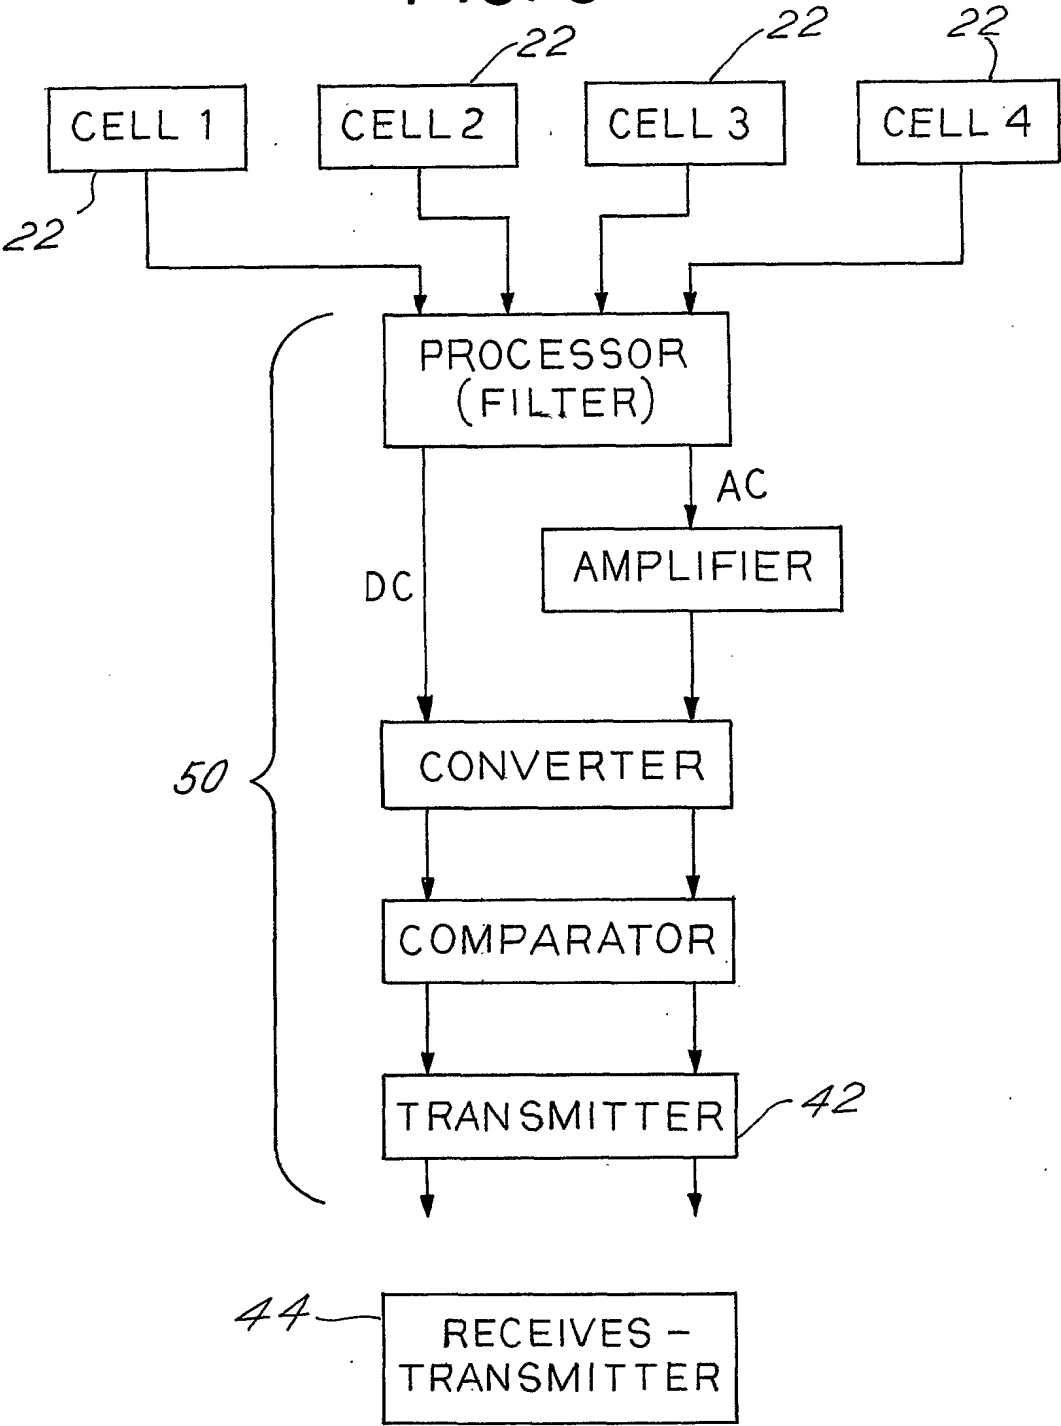 22 22 22
CELL 1 CELL 2 CELL 3 CELL 4
22
PROCESSOR
(FILTER)
AC
AMPLIFIER
DC
CONVERTER
50
COMPARATOR
TRANSMITTER
42
44
RECEIVES-
TRANSMITTER